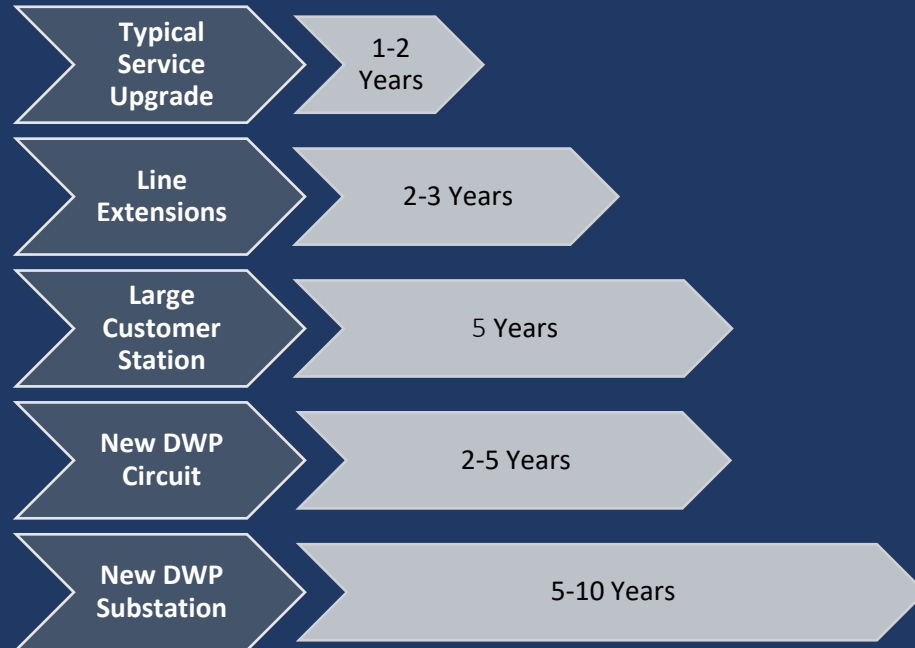 Typical
Service
Upgrade
1-2
Years
Line
Extensions
2-3 Years
Large
Customer
Station
5 Years
New DWP
Circuit
2-5 Years
New DWP
Substation
5-10 Years